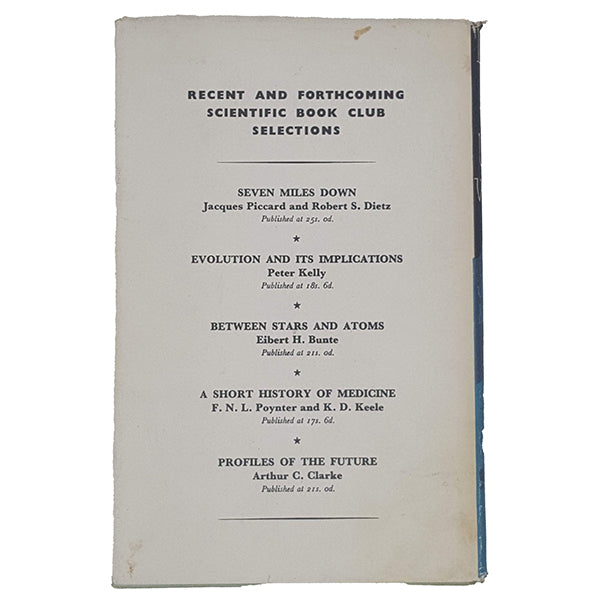 RECENT AND FORTHCOMING
SCIENTIFIC BOOK CLUB
SELECTIONS
SEVEN MILES DOWN
Jacques Piccard and Robert S. Dietz
Published at 25s. od.
★
EVOLUTION AND ITS IMPLICATIONS
Peter Kelly
Published at 18s. 6d.
★
BETWEEN STARS AND ATOMS
Eibert H. Bunte
Published at 21s. od.
★
A SHORT HISTORY OF MEDICINE
F. N. L. Poynter and K. D. Keele
Published at 17s. 6d.
★
PROFILES OF THE FUTURE
Arthur C. Clarke
Published at 21s. od.